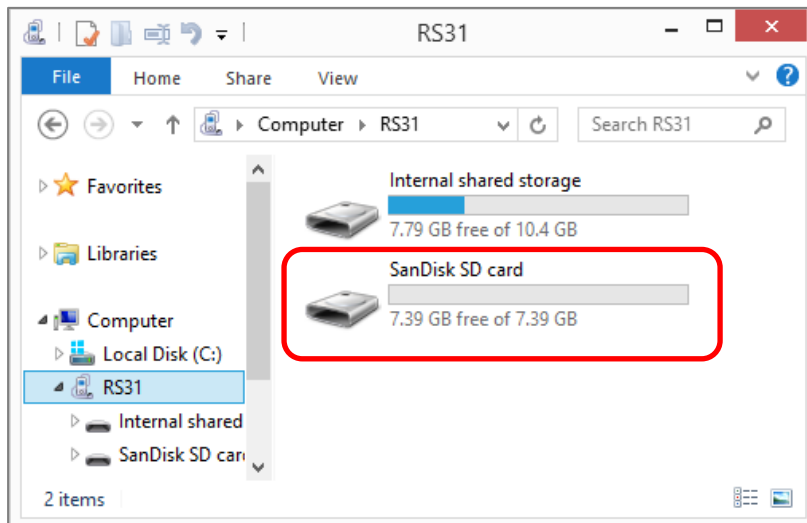 RS31
File Home Share View
Computer RS31 Search RS31
Favorites
Libraries
Computer
Local Disk (C:)
RS31
Internal shared
SanDisk SD car
Internal shared storage
7.79 GB free of 10.4 GB
SanDisk SD card
7.39 GB free of 7.39 GB
2 items